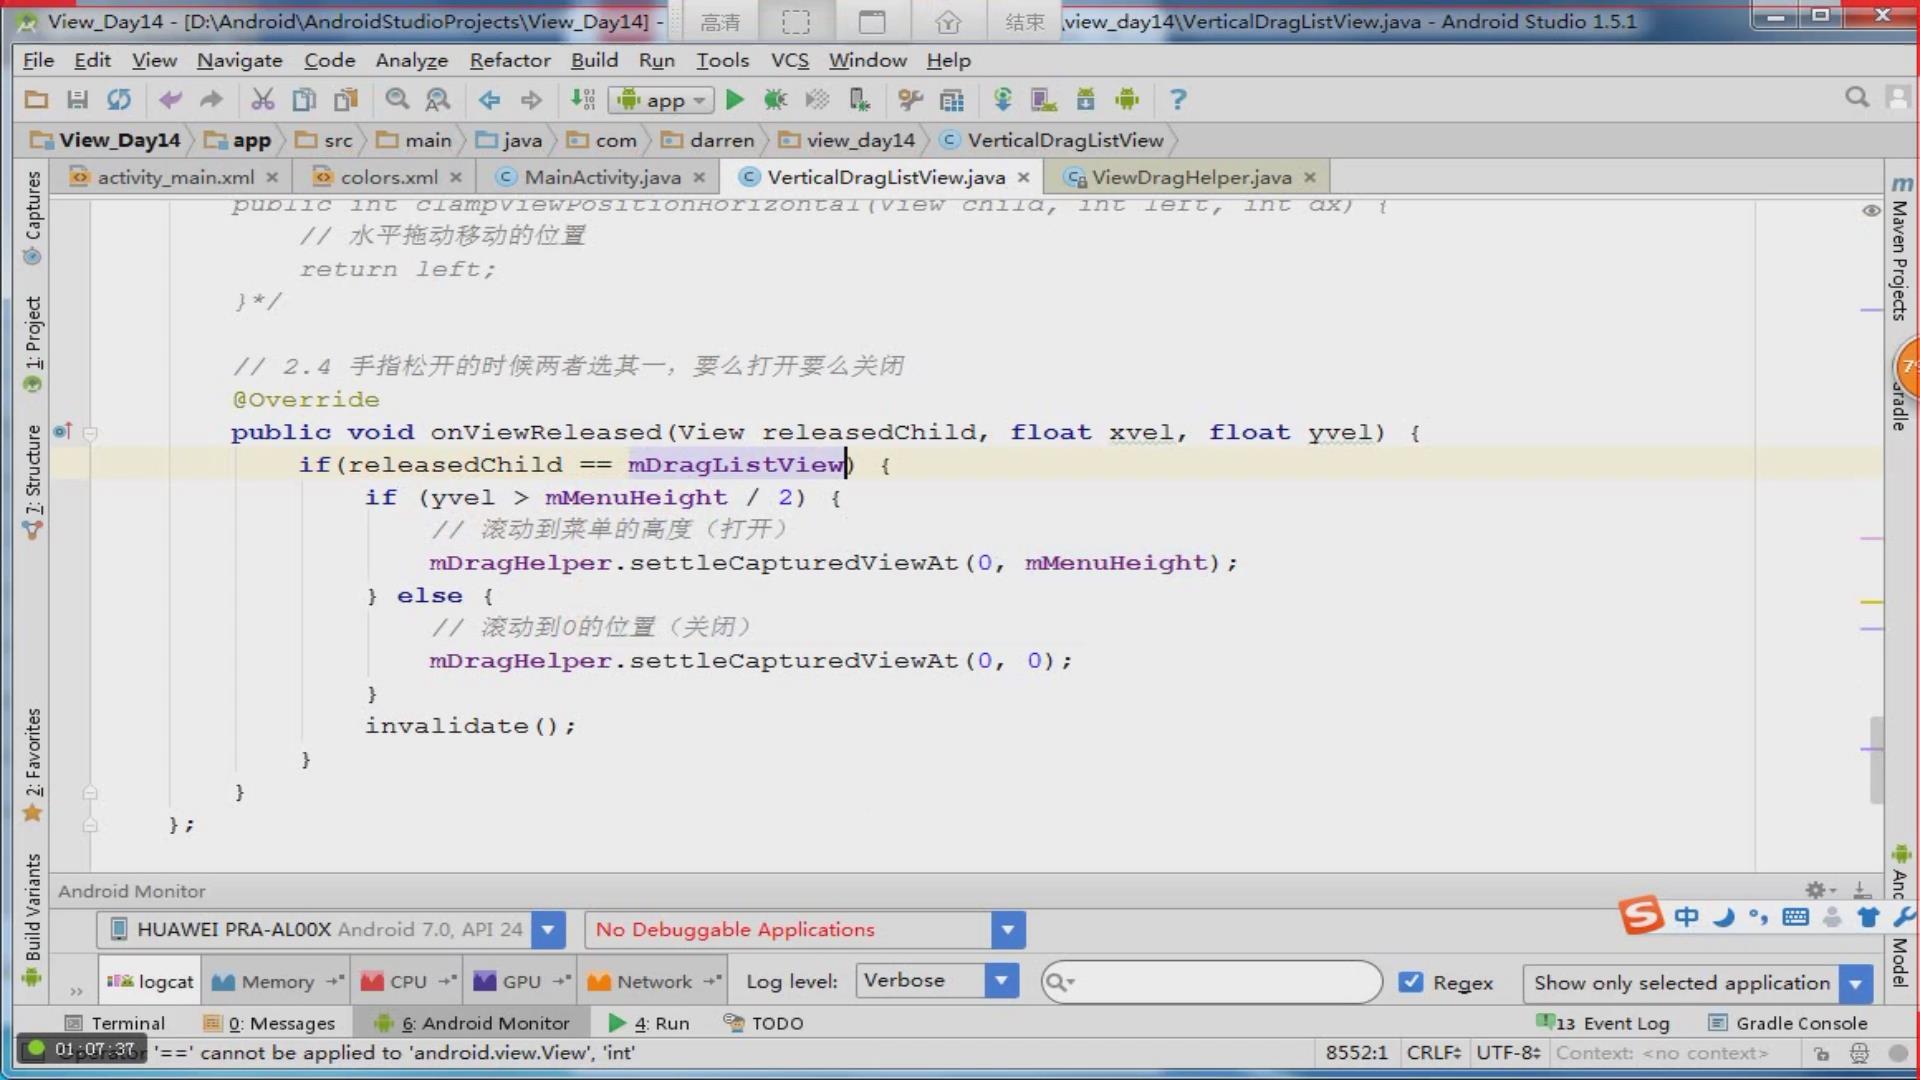 View_Day14 - [D:\Android\AndroidStudioProjects\View_Day14] -
高清
结束
\view_day14\VerticalDragListView.java - Android Studio 1.5.1
File Edit View Navigate Code Analyze Refactor Build Run Tools VCS Window Help
app
View_Day14 app src main java com darren view_day14 VerticalDragListView
activity_main.xml colors.xml MainActivity.java VerticalDragListView.java ViewDragHelper.java
public int clampViewPositionHorizontal(View child, int left, int dx) {
// 水平拖动移动的位置
return left;
}*/
// 2.4 手指松开的时候两者选其一，要么打开要么关闭
@Override
public void onViewReleased(View releasedChild, float xvel, float yvel) {
if(releasedChild == mDragListView) {
if (yvel > mMenuHeight / 2) {
// 滚动到菜单的高度（打开）
mDragHelper.settleCapturedViewAt(0, mMenuHeight);
} else {
// 滚动到0的位置（关闭）
mDragHelper.settleCapturedViewAt(0, 0);
}
invalidate();
}
}
};
Captures
1: Project
7: Structure
2: Favorites
Build Variants
m
Maven Projects
adle
Model
Android Monitor
S 中
HUAWEI PRA-AL00X Android 7.0, API 24
No Debuggable Applications
logcat Memory CPU GPU Network Log level: Verbose Regex Show only selected application
Terminal 0: Messages 6: Android Monitor 4: Run TODO 13 Event Log Gradle Console
01:07:37 '==' cannot be applied to 'android.view.View', 'int'
8552:1 CRLF UTF-8 Context: <no context>